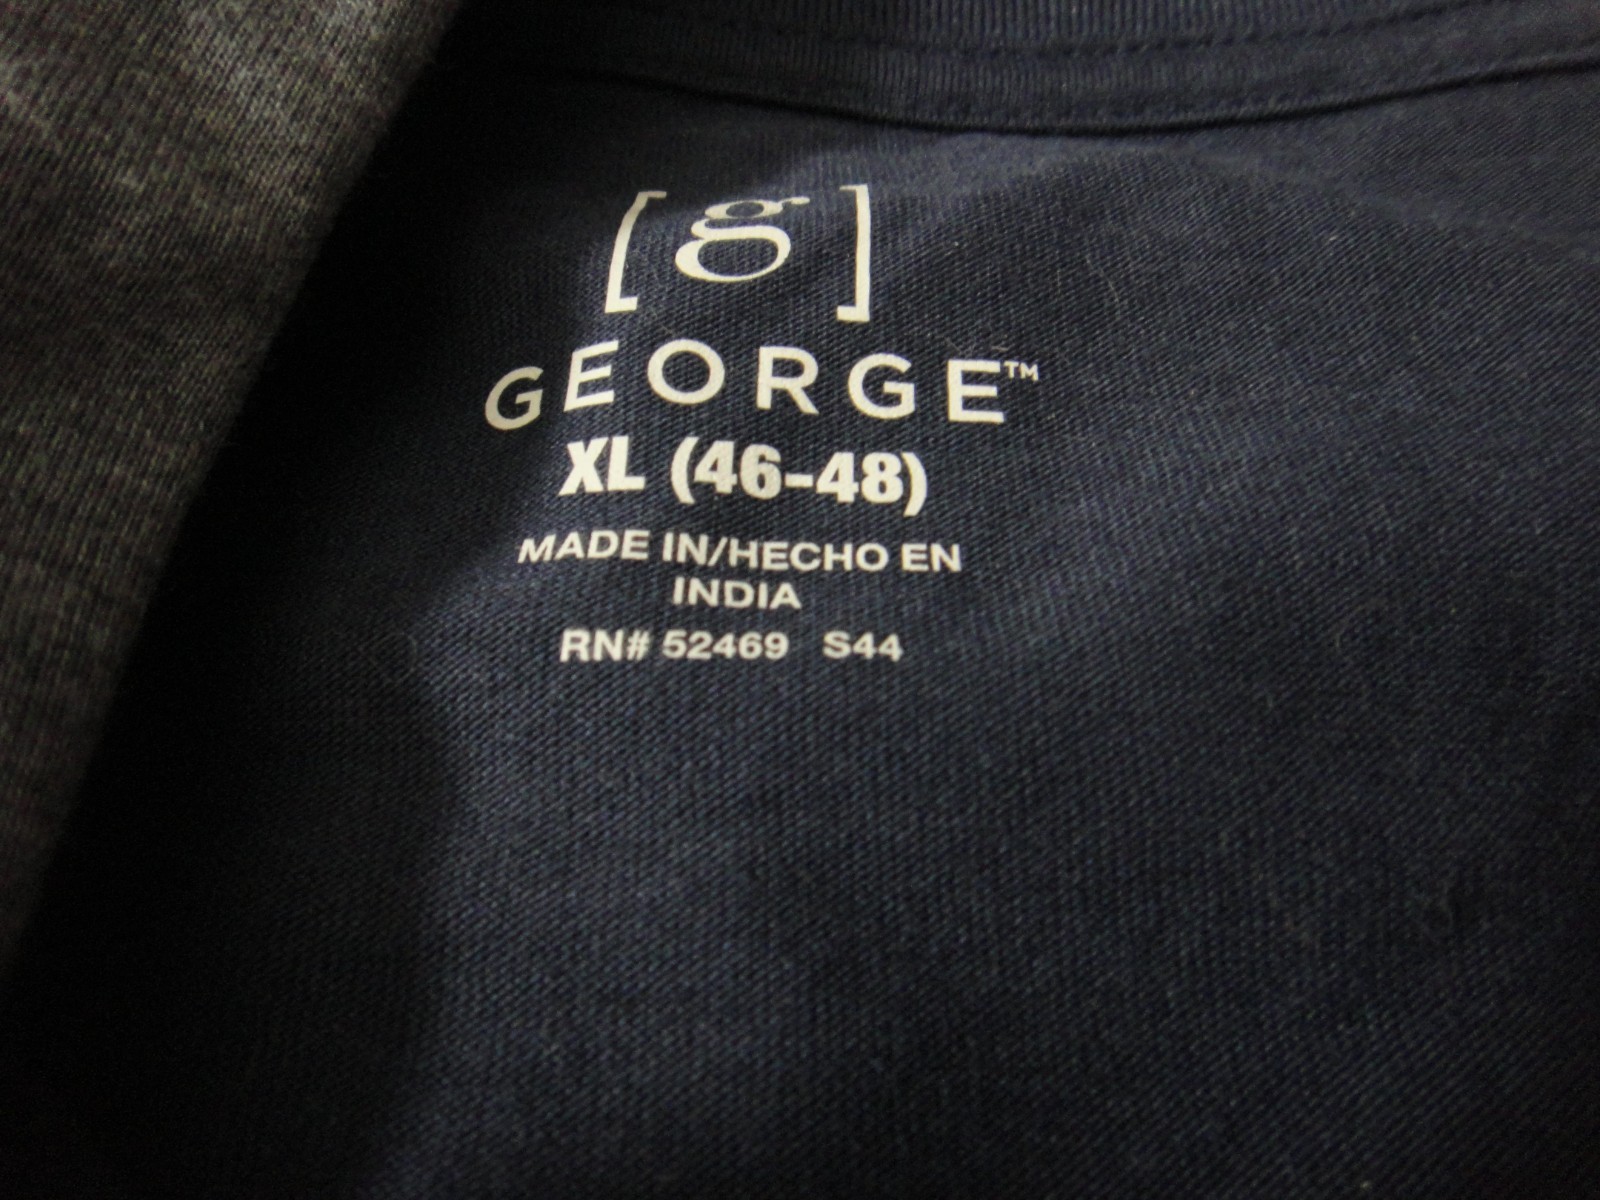 [g]
GEORGE™
XL (46-48)
MADE IN/HECHO EN
INDIA
RN# 52469 S44